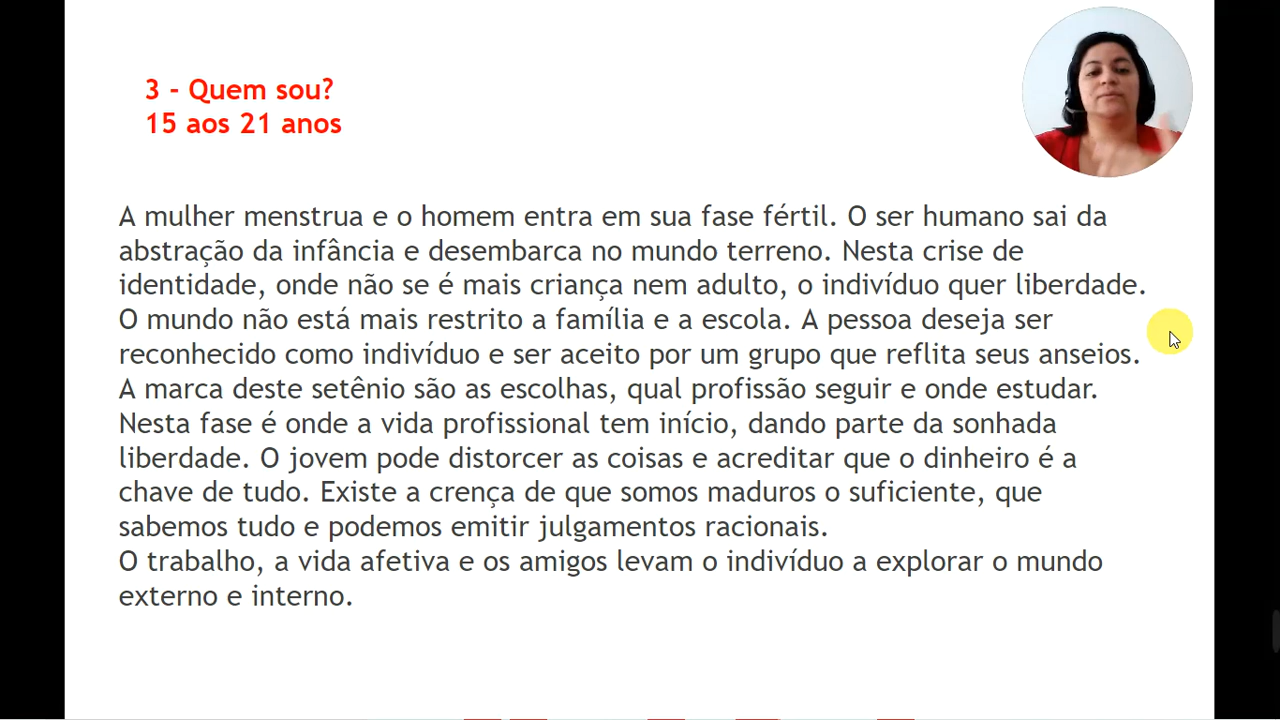 3 - Quem sou?
15 aos 21 anos
A mulher menstrua e o homem entra em sua fase fértil. O ser humano sai da
abstração da infância e desembarca no mundo terreno. Nesta crise de
identidade, onde não se é mais criança nem adulto, o indivíduo quer liberdade.
O mundo não está mais restrito a família e a escola. A pessoa deseja ser
reconhecido como indivíduo e ser aceito por um grupo que reflita seus anseios.
A marca deste setênio são as escolhas, qual profissão seguir e onde estudar.
Nesta fase é onde a vida profissional tem início, dando parte da sonhada
liberdade. O jovem pode distorcer as coisas e acreditar que o dinheiro é a
chave de tudo. Existe a crença de que somos maduros o suficiente, que
sabemos tudo e podemos emitir julgamentos racionais.
O trabalho, a vida afetiva e os amigos levam o indivíduo a explorar o mundo
externo e interno.